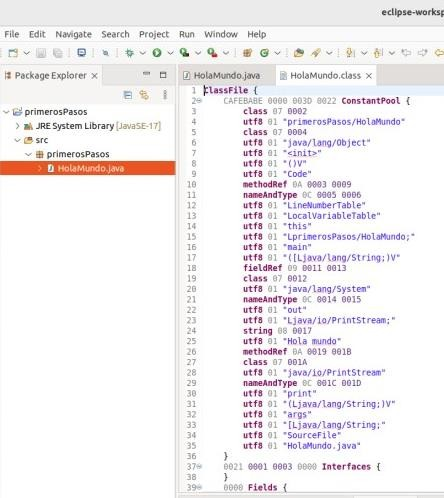 eclipse-worksp
File Edit Navigate Search Project Run Window Help
Package Explorer
HolaMundo.java
HolaMundo.class
primerosPasos
JRE System Library [JavaSE-17]
src
primerosPasos
HolaMundo.java
1 ClassFile {
2 CAFEBABE 0000 003D 0022 ConstantPool {
3 class 07 0002
4 utf8 01 "primerosPasos/HolaMundo"
5 class 07 0004
6 utf8 01 "java/lang/Object"
7 utf8 01 "<init>"
8 utf8 01 "()V"
9 utf8 01 "Code"
10 methodRef 0A 0003 0009
11 nameAndType 0C 0005 0006
12 utf8 01 "LineNumberTable"
13 utf8 01 "LocalVariableTable"
14 utf8 01 "this"
15 utf8 01 "LprimerosPasos/HolaMundo;"
16 utf8 01 "main"
17 utf8 01 "([Ljava/lang/String;)V"
18 fieldRef 09 0011 0013
19 class 07 0012
20 utf8 01 "java/lang/System"
21 nameAndType 0C 0014 0015
22 utf8 01 "out"
23 utf8 01 "Ljava/io/PrintStream;"
24 string 08 0017
25 utf8 01 "Hola mundo"
26 methodRef 0A 0019 001B
27 class 07 001A
28 utf8 01 "java/io/PrintStream"
29 nameAndType 0C 001C 001D
30 utf8 01 "print"
31 utf8 01 "(Ljava/lang/String;)V"
32 utf8 01 "args"
33 utf8 01 "[Ljava/lang/String;"
34 utf8 01 "SourceFile"
35 utf8 01 "HolaMundo.java"
36 }
37 0021 0001 0003 0000 Interfaces {
38 }
39 0000 Fields {